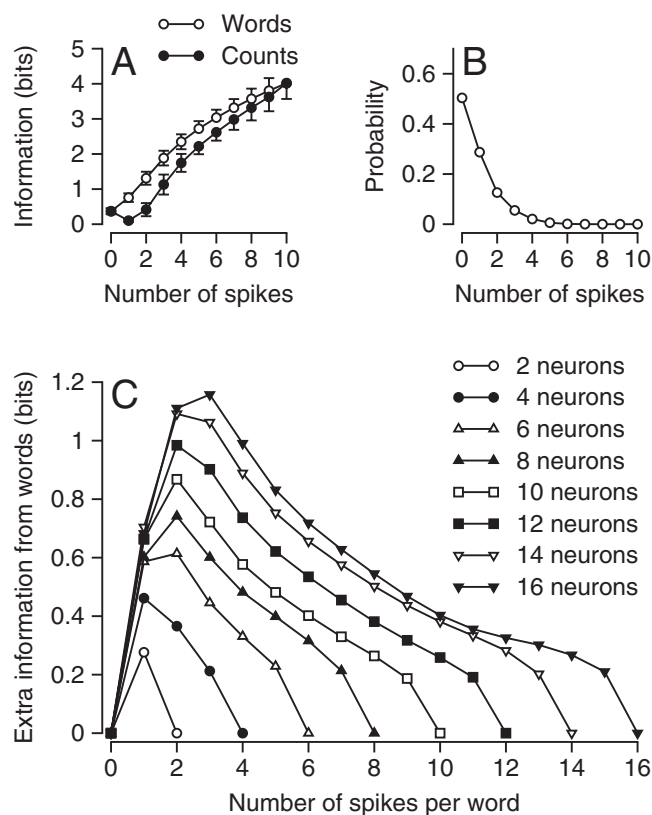 Words
Counts
A
Information (bits)
5
4
3
2
1
0
0 2 4 6 8 10
Number of spikes
B
Probability
0.6
0.4
0.2
0
0 2 4 6 8 10
Number of spikes
C
Extra information from words (bits)
1.2
1
0.8
0.6
0.4
0.2
0
2 neurons
4 neurons
6 neurons
8 neurons
10 neurons
12 neurons
14 neurons
16 neurons
0 2 4 6 8 10 12 14 16
Number of spikes per word